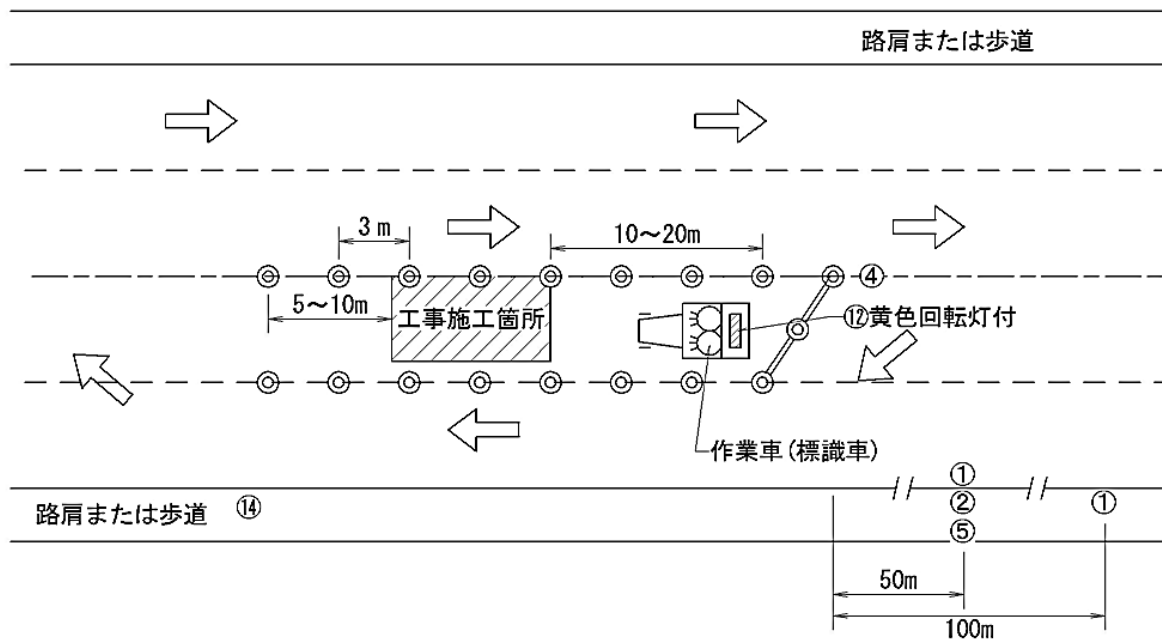 路肩または歩道
3m
10～20m
④
5～10m
工事施工箇所
⑫黄色回転灯付
作業車(標識車)
①
路肩または歩道 ⑭
②
①
⑤
50m
100m